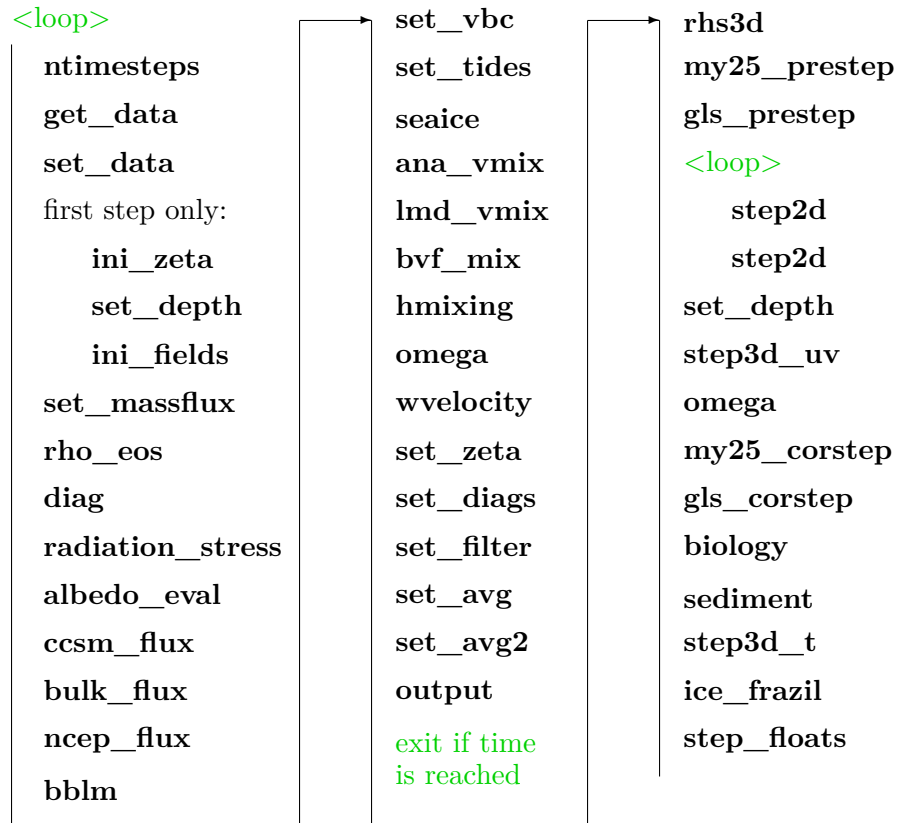 <loop>
ntimesteps
get_data
set_data
first step only:
ini_zeta
set_depth
ini_fields
set_massflux
rho_eos
diag
radiation_stress
albedo_eval
ccsm_flux
bulk_flux
ncep_flux
bblm
set_vbc
set_tides
seaice
ana_vmix
lmd_vmix
bvf_mix
hmixing
omega
wvelocity
set_zeta
set_diags
set_filter
set_avg
set_avg2
output
exit if time
is reached
rhs3d
my25_prestep
gls_prestep
<loop>
step2d
step2d
set_depth
step3d_uv
omega
my25_corstep
gls_corstep
biology
sediment
step3d_t
ice_frazil
step_floats